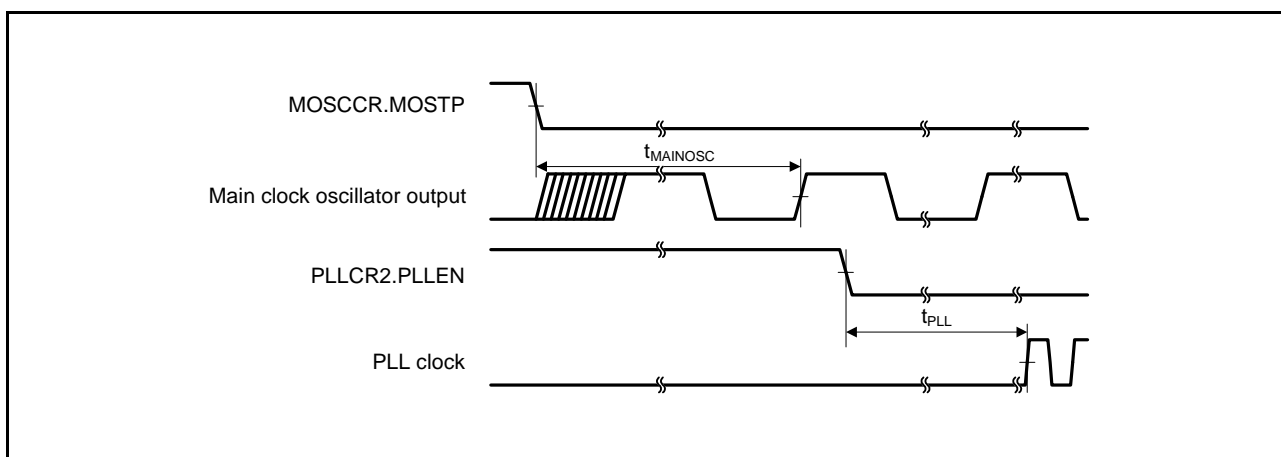 MOSCCR.MOSTP
tMAINOSC
Main clock oscillator output
PLLCR2.PLLEN
tPLL
PLL clock